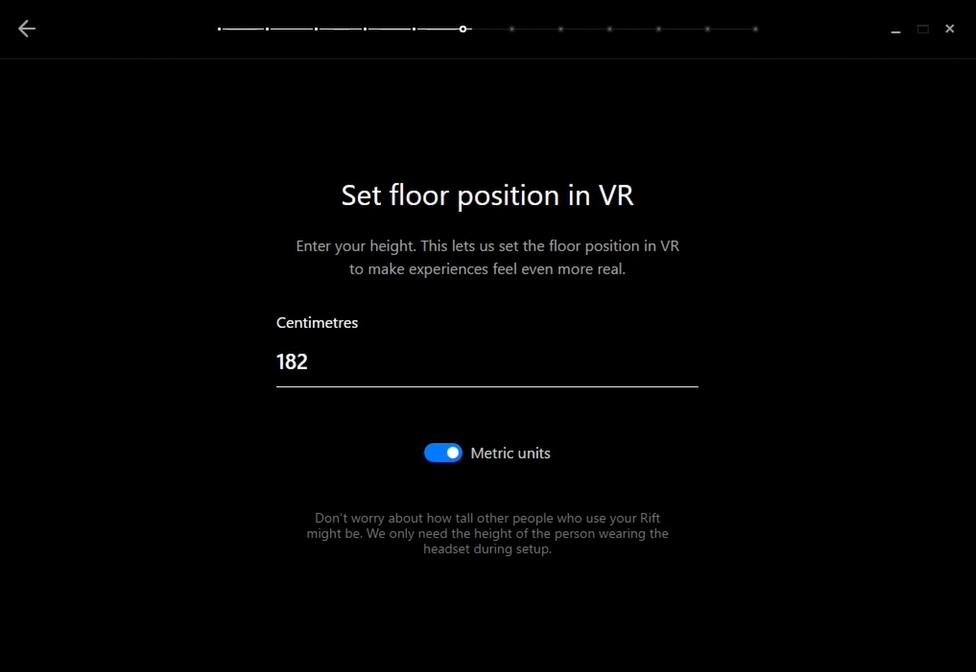 Set floor position in VR
Enter your height. This lets us set the floor position in VR
to make experiences feel even more real.
Centimetres
182
Metric units
Don't worry about how tall other people who use your Rift
might be. We only need the height of the person wearing the
headset during setup.